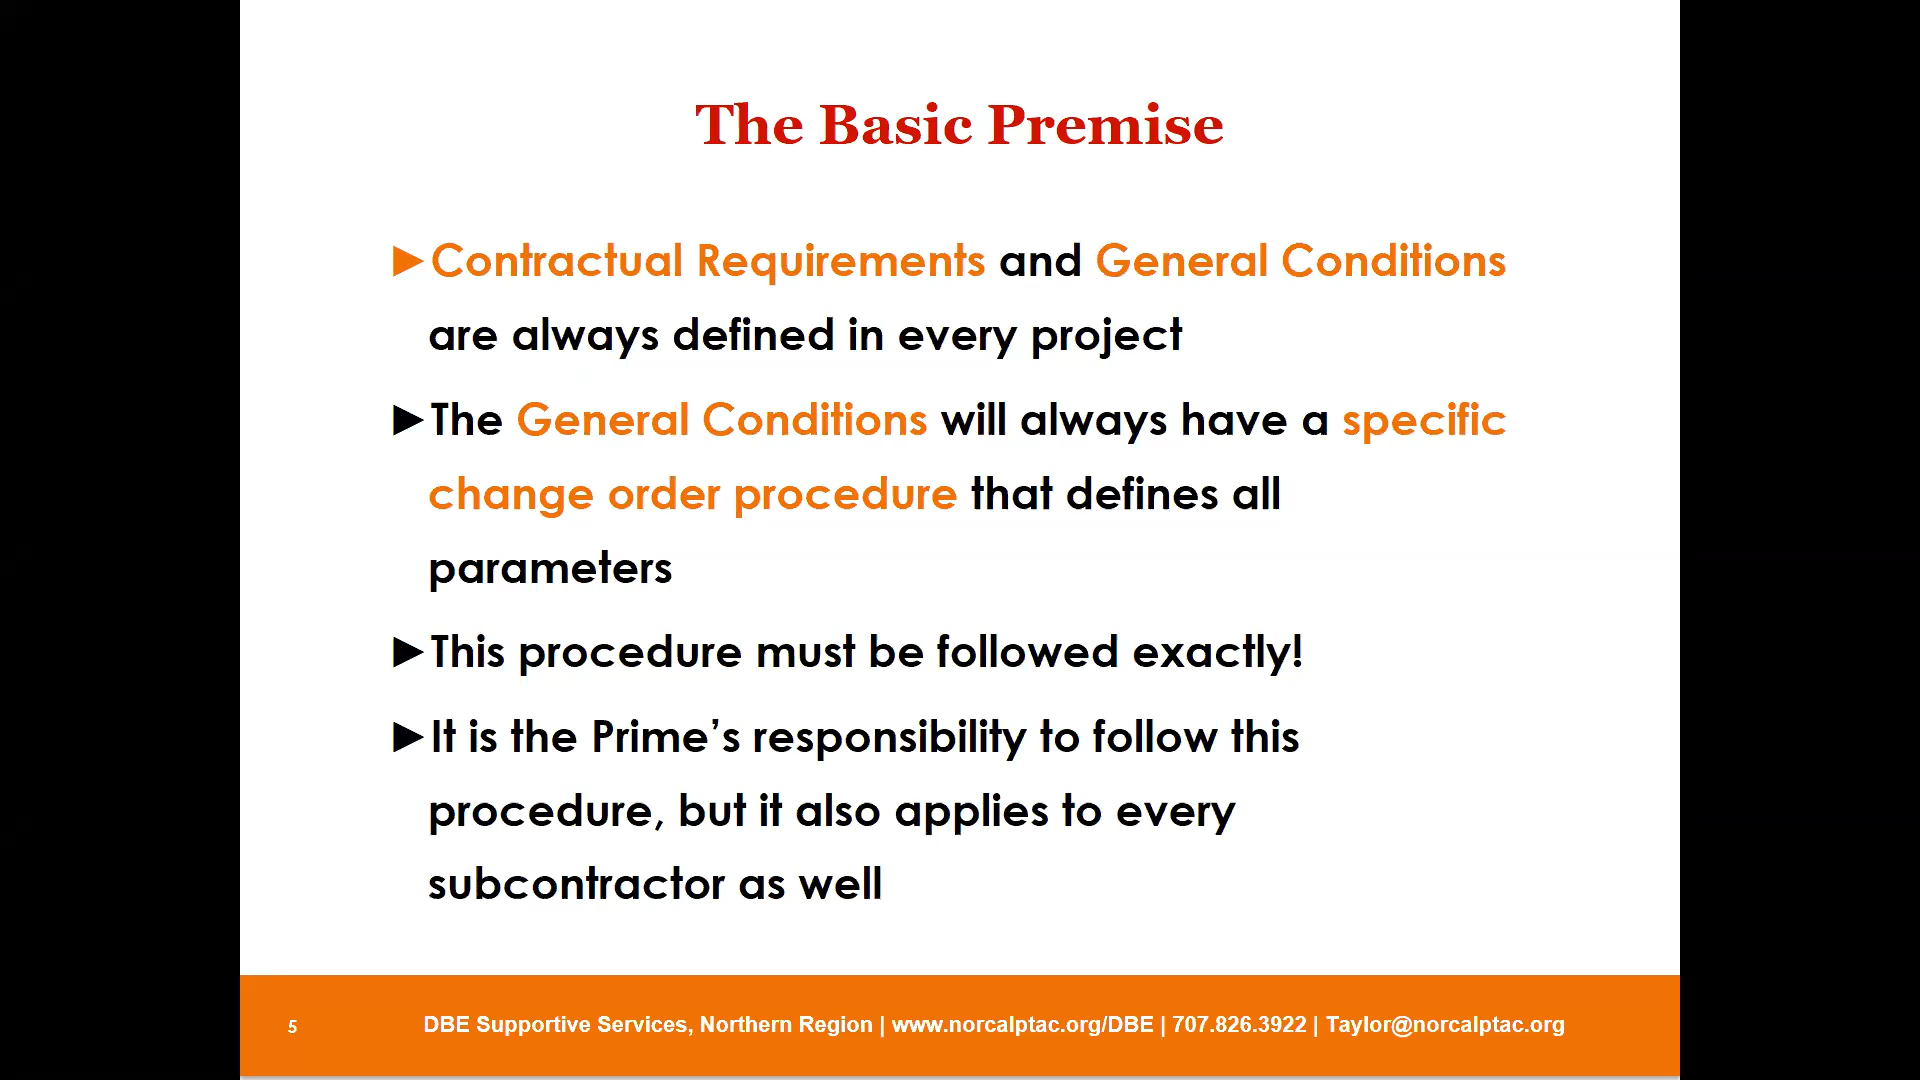 The Basic Premise
►Contractual Requirements and General Conditions
are always defined in every project
►The General Conditions will always have a specific
change order procedure that defines all
parameters
►This procedure must be followed exactly!
►It is the Prime’s responsibility to follow this
procedure, but it also applies to every
subcontractor as well
5 DBE Supportive Services, Northern Region | www.norcalptac.org/DBE | 707.826.3922 | Taylor@norcalptac.org